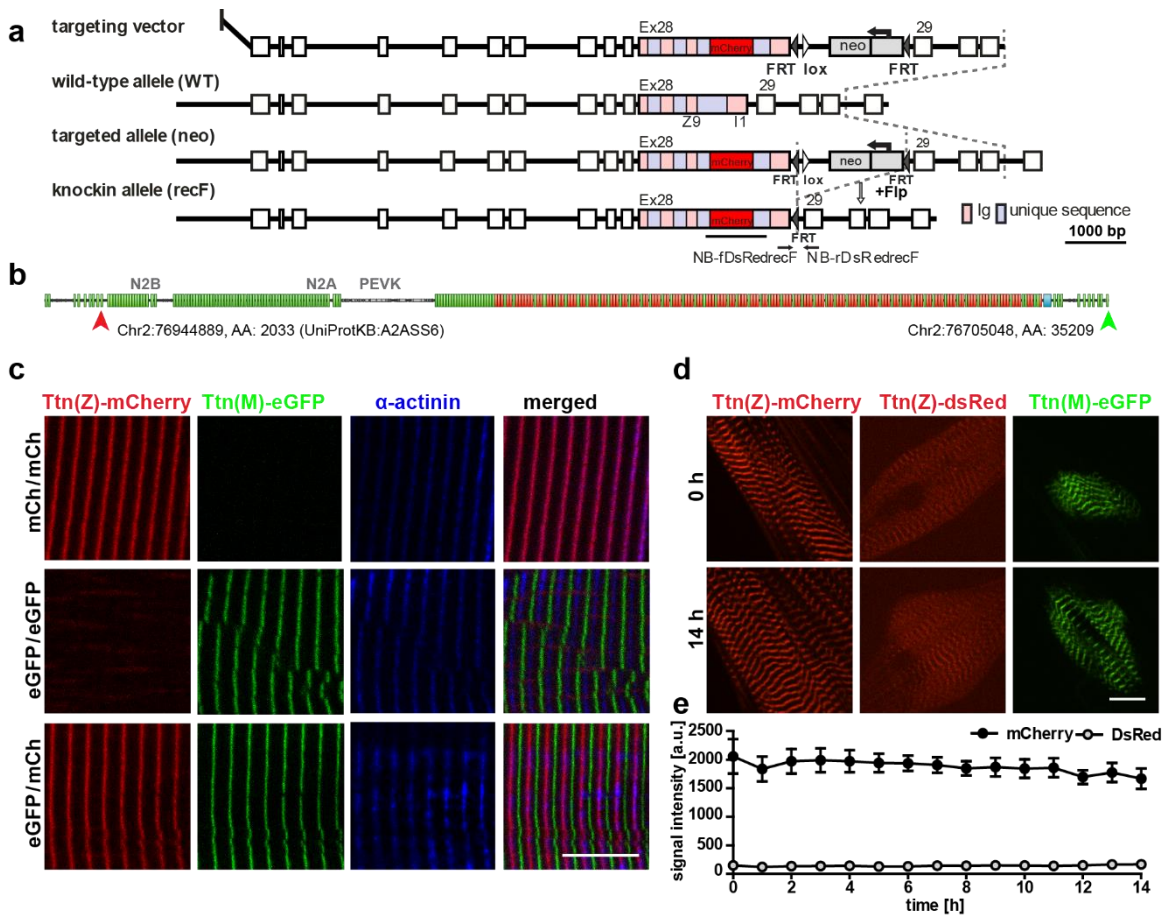 a
targeting vector
Ex28
mCherry
neo
29
FRT
lox
FRT
wild-type allele (WT)
Ex28
29
Z9
I1
targeted allele (neo)
Ex28
mCherry
neo
29
FRT
lox
FRT
knockin allele (recF)
+Flp
Ex28
mCherry
29
FRT
Ig
unique sequence
1000 bp
NB-fDsRedrecF
NB-rDsRedrecF
b
N2B
N2A
PEVK
Chr2:76944889, AA: 2033 (UniProtKB:A2ASS6)
Chr2:76705048, AA: 35209
c
Ttn(Z)-mCherry
Ttn(M)-eGFP
α-actinin
merged
mCh/mCh
eGFP/eGFP
eGFP/mCh
d
Ttn(Z)-mCherry
Ttn(Z)-dsRed
Ttn(M)-eGFP
0 h
14 h
e
mCherry
DsRed
signal intensity [a.u.]
2500
2000
1500
1000
500
0
0 2 4 6 8 10 12 14
time [h]